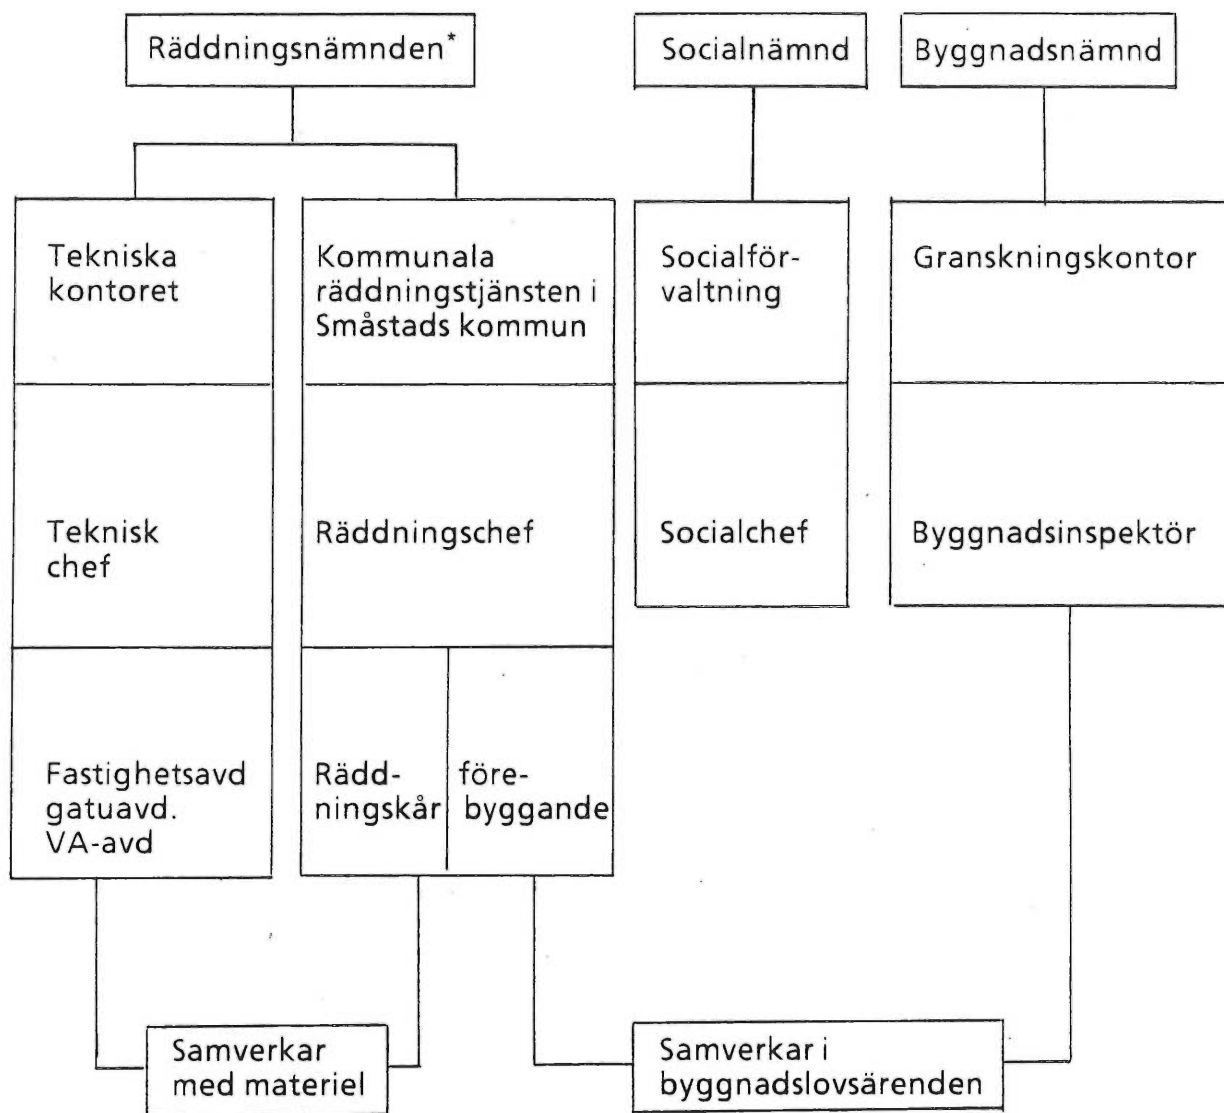 Räddningsnämnden*
Socialnämnd
Byggnadsnämnd
Tekniska
kontoret
Kommunala
räddningstjänsten i
Småstads kommun
Socialför-
valtning
Granskningskontor
Teknisk
chef
Räddningschef
Socialchef
Byggnadsinspektör
Fastighetsavd
gatuavd.
VA-avd
Rädd-
ningskår
före-
byggande
Samverkar
med materiel
Samverkar i
byggnadslovsärenden